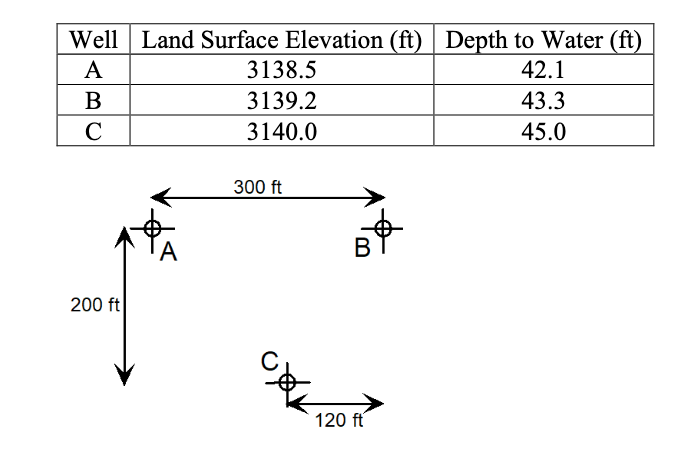 Well Land Surface Elevation (ft) Depth to Water (ft)
A 3138.5 42.1
B 3139.2 43.3
C 3140.0 45.0
300 ft
A B
200 ft
C
120 ft